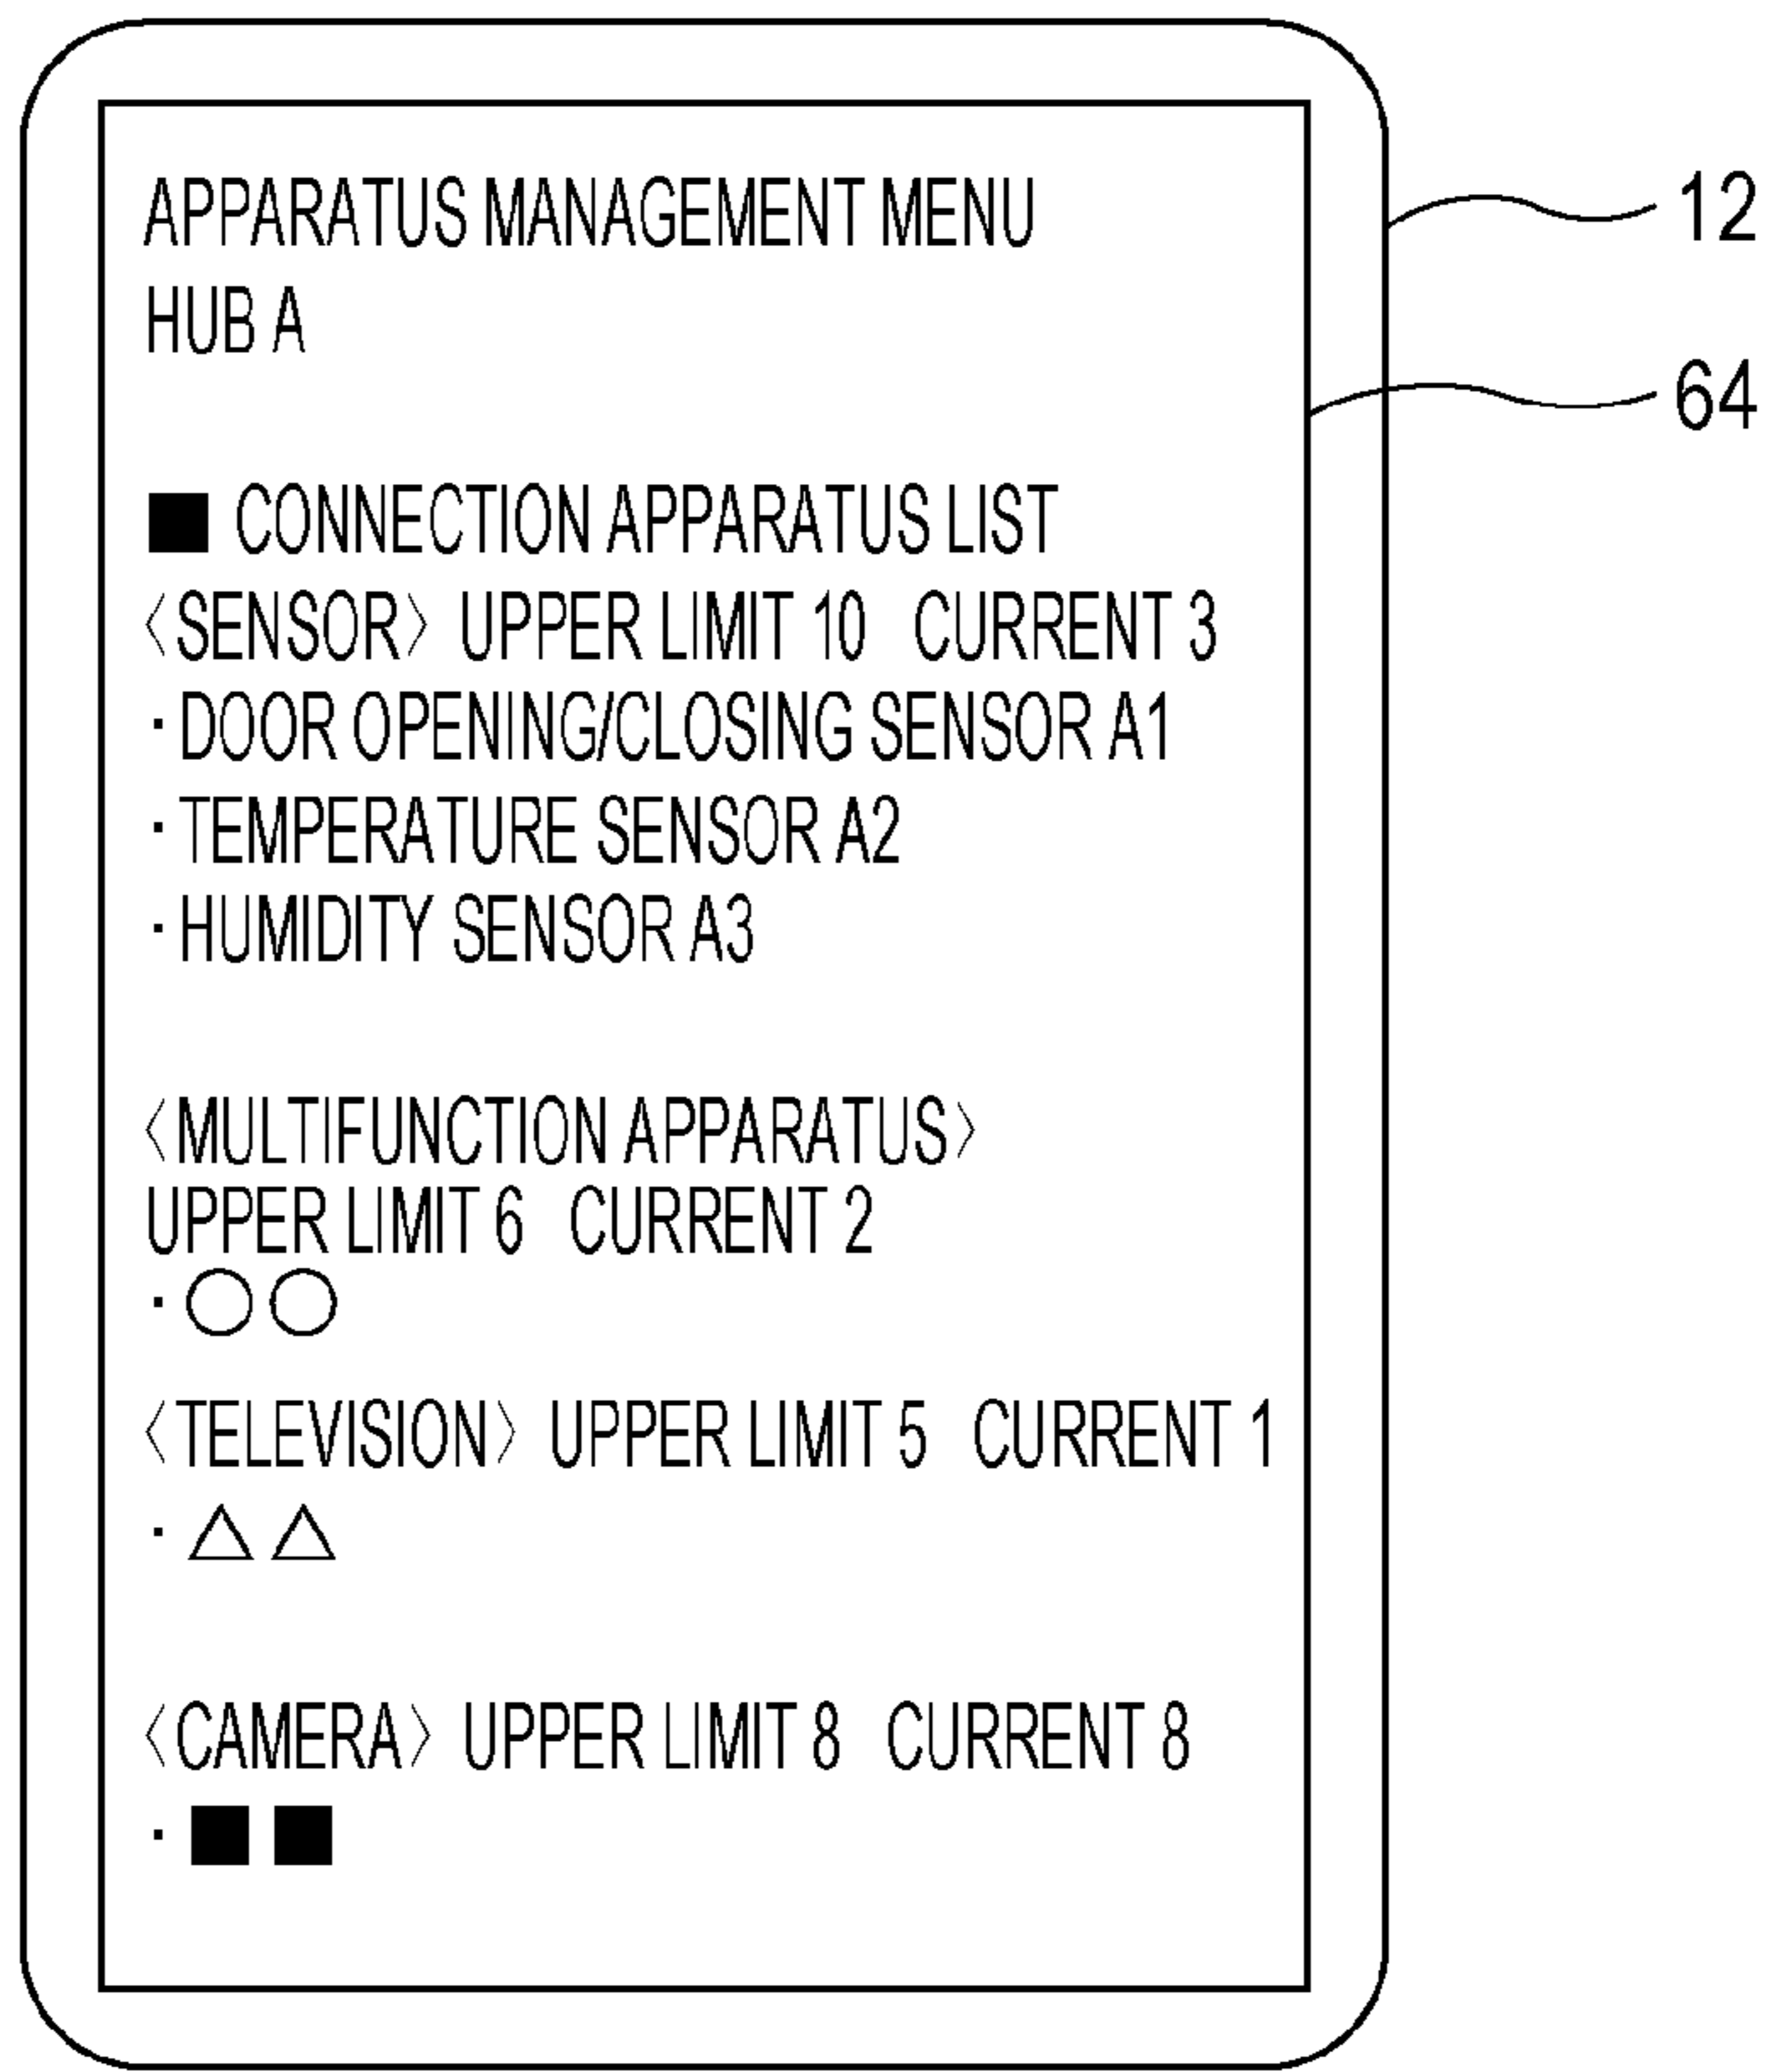 APPARATUS MANAGEMENT MENU
HUB A
12
64
■ CONNECTION APPARATUS LIST
〈SENSOR〉 UPPER LIMIT 10 CURRENT 3
・DOOR OPENING/CLOSING SENSOR A1
・TEMPERATURE SENSOR A2
・HUMIDITY SENSOR A3
〈MULTIFUNCTION APPARATUS〉
UPPER LIMIT 6 CURRENT 2
・○○
〈TELEVISION〉 UPPER LIMIT 5 CURRENT 1
・△△
〈CAMERA〉 UPPER LIMIT 8 CURRENT 8
・■■